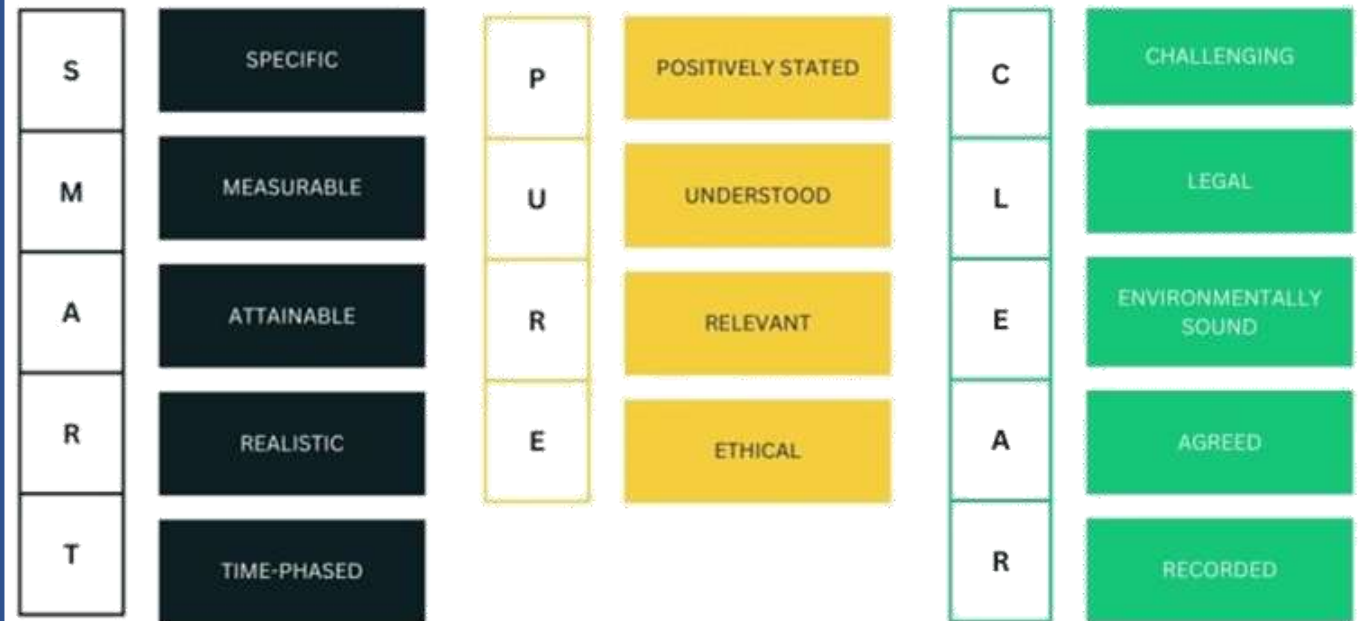 S
SPECIFIC
M
MEASURABLE
A
ATTAINABLE
R
REALISTIC
T
TIME-PHASED
P
POSITIVELY STATED
U
UNDERSTOOD
R
RELEVANT
E
ETHICAL
C
CHALLENGING
L
LEGAL
E
ENVIRONMENTALLY
SOUND
A
AGREED
R
RECORDED